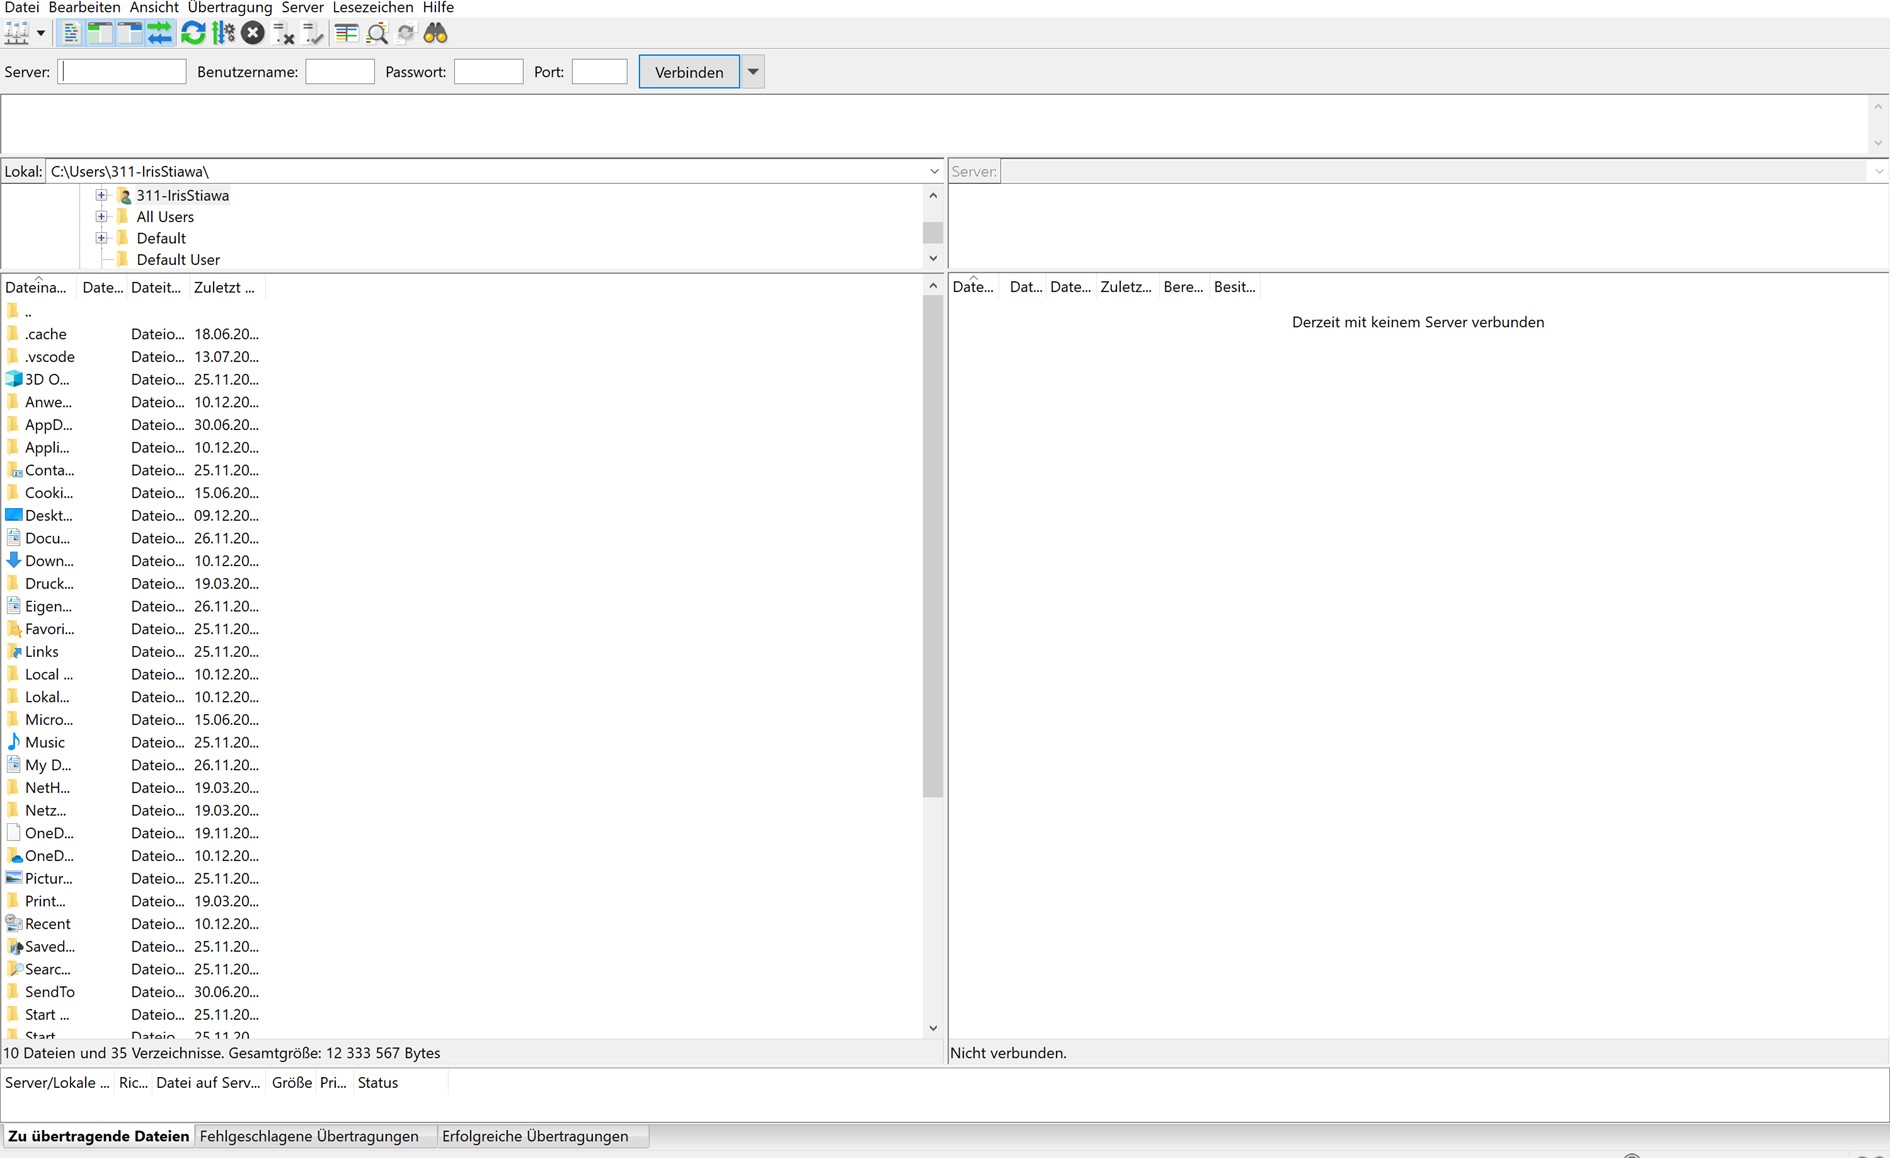 Datei Bearbeiten Ansicht Übertragung Server Lesezeichen Hilfe
Server: Benutzername: Passwort: Port: Verbinden
Lokal: C:\Users\311-IrisStiawa\
Server:
311-IrisStiawa
All Users
Default
Default User
Dateina... Date... Dateit... Zuletzt ...
..
.cache Dateio... 18.06.20...
.vscode Dateio... 13.07.20...
3D O... Dateio... 25.11.20...
Anwe... Dateio... 10.12.20...
AppD... Dateio... 30.06.20...
Appli... Dateio... 10.12.20...
Conta... Dateio... 25.11.20...
Cooki... Dateio... 15.06.20...
Deskt... Dateio... 09.12.20...
Docu... Dateio... 26.11.20...
Down... Dateio... 10.12.20...
Druck... Dateio... 19.03.20...
Eigen... Dateio... 26.11.20...
Favori... Dateio... 25.11.20...
Links Dateio... 25.11.20...
Local ... Dateio... 10.12.20...
Lokal... Dateio... 10.12.20...
Micro... Dateio... 15.06.20...
Music Dateio... 25.11.20...
My D... Dateio... 26.11.20...
NetH... Dateio... 19.03.20...
Netz... Dateio... 19.03.20...
OneD... Dateio... 19.11.20...
OneD... Dateio... 10.12.20...
Pictur... Dateio... 25.11.20...
Print... Dateio... 19.03.20...
Recent Dateio... 10.12.20...
Saved... Dateio... 25.11.20...
Searc... Dateio... 25.11.20...
SendTo Dateio... 30.06.20...
Start ... Dateio... 25.11.20...
Start Dateio 25.11.20
10 Dateien und 35 Verzeichnisse. Gesamtgröße: 12 333 567 Bytes
Date... Dat... Date... Zuletz... Bere... Besit...
Derzeit mit keinem Server verbunden
Nicht verbunden.
Server/Lokale ... Ric... Datei auf Serv... Größe Pri... Status
Zu übertragende Dateien Fehlgeschlagene Übertragungen Erfolgreiche Übertragungen